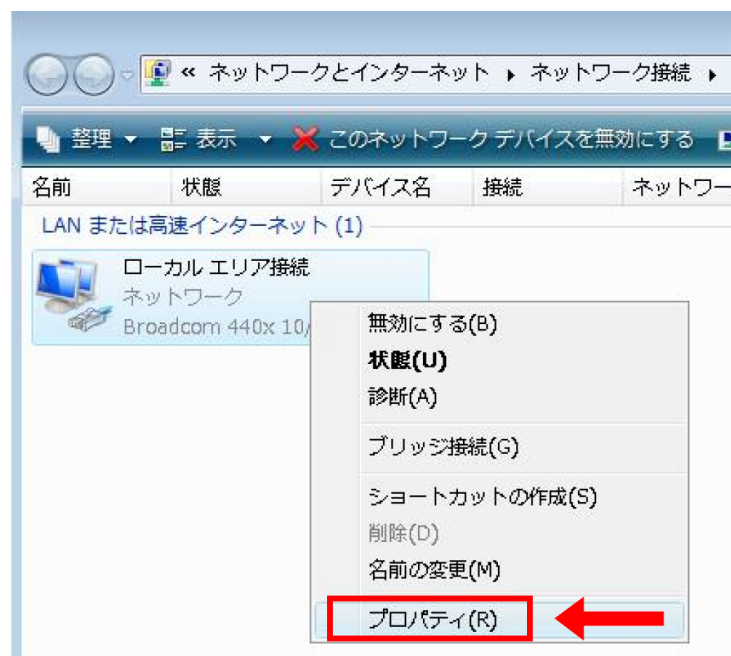 « ネットワークとインターネット ▸ ネットワーク接続 ▸
整理 ▼ 表示 ▼ このネットワーク デバイスを無効にする
名前 状態 デバイス名 接続 ネットワー
LAN または高速インターネット (1)
ローカル エリア接続
ネットワーク
Broadcom 440x 10/
無効にする(B)
状態(U)
診断(A)
ブリッジ接続(G)
ショートカットの作成(S)
削除(D)
名前の変更(M)
プロパティ(R)